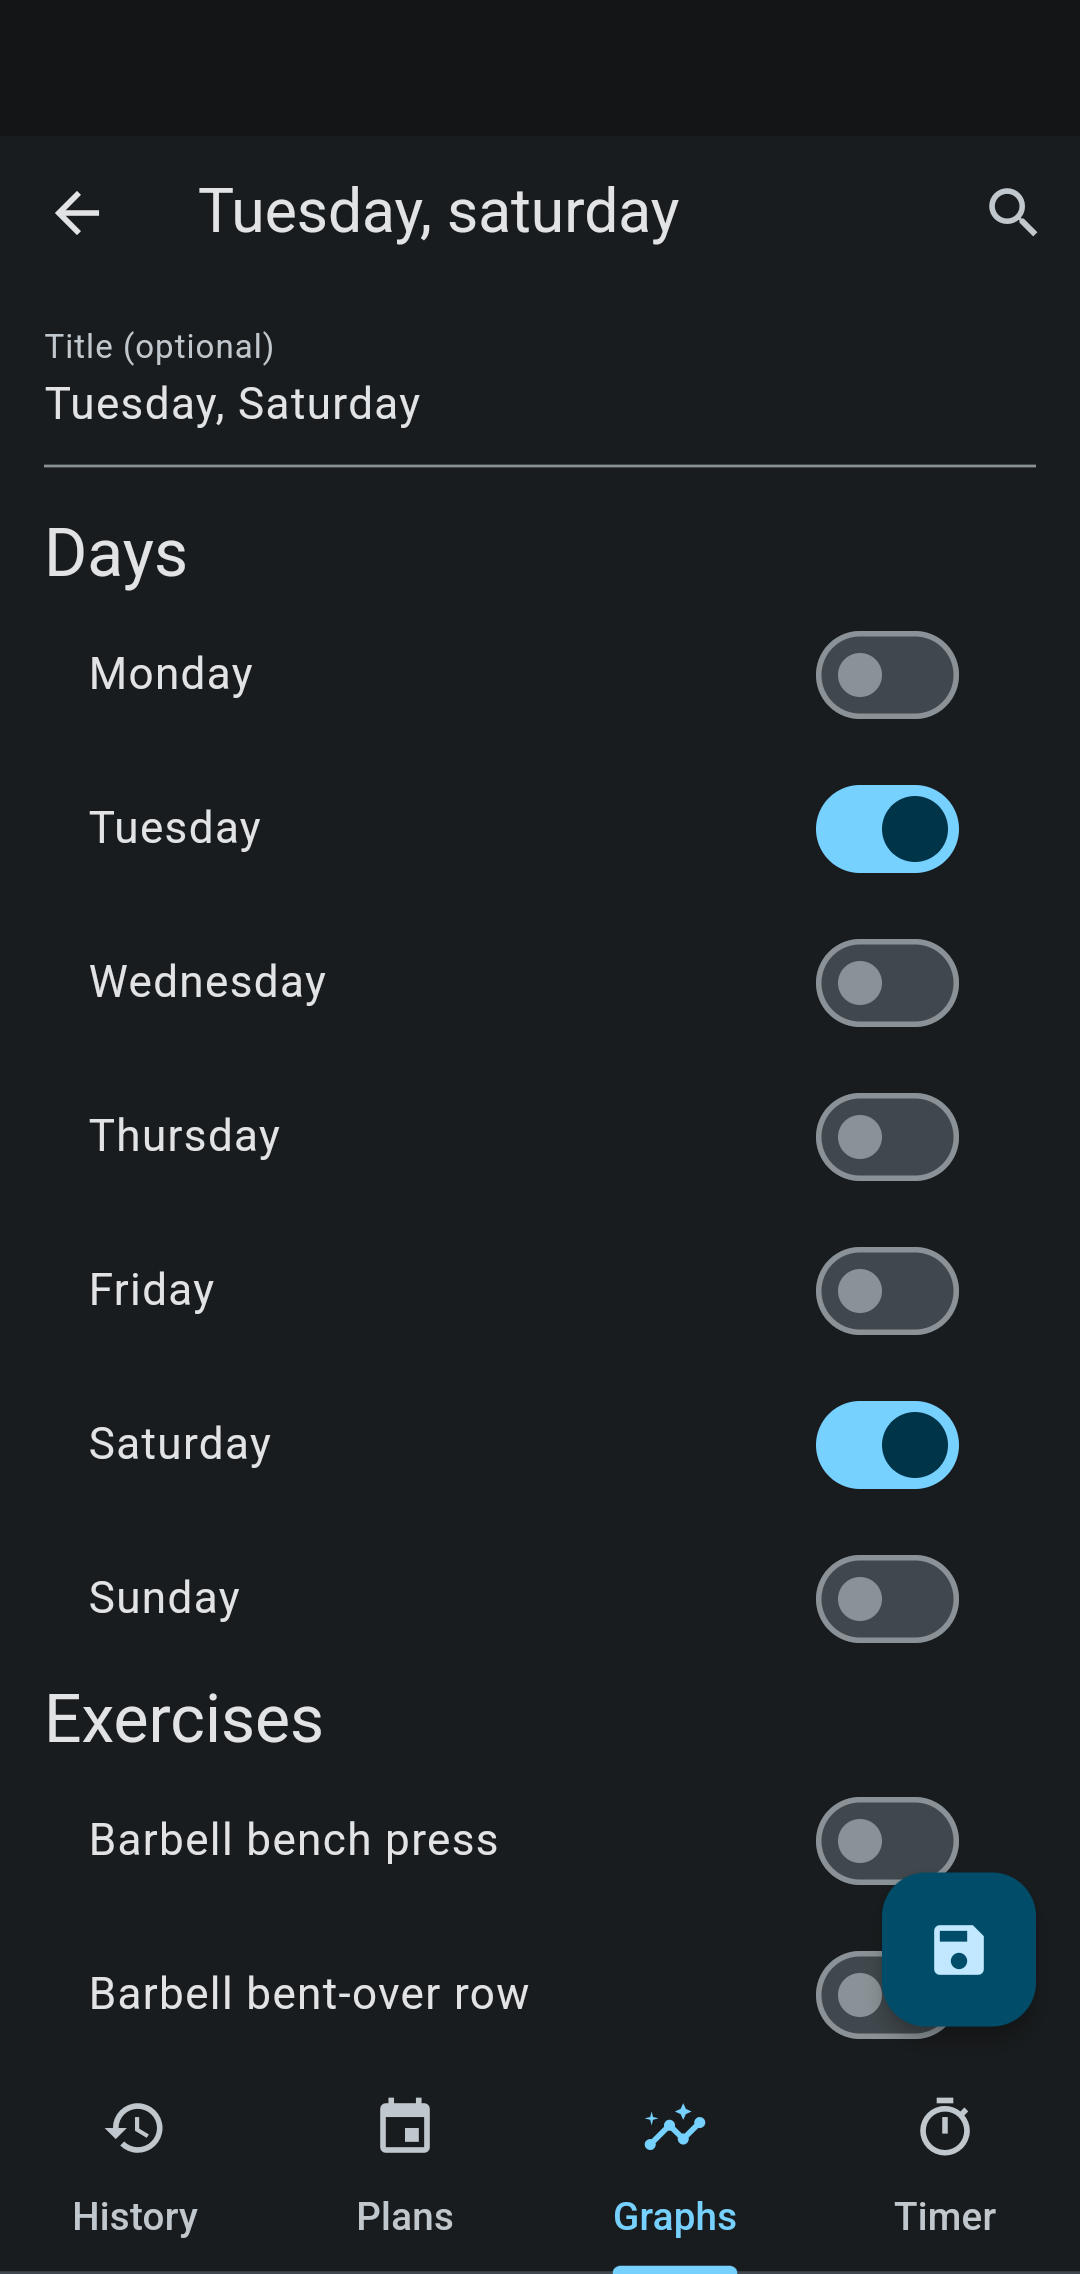 Tuesday, saturday
Title (optional)
Tuesday, Saturday
Days
Monday
Tuesday
Wednesday
Thursday
Friday
Saturday
Sunday
Exercises
Barbell bench press
Barbell bent-over row
History Plans Graphs Timer